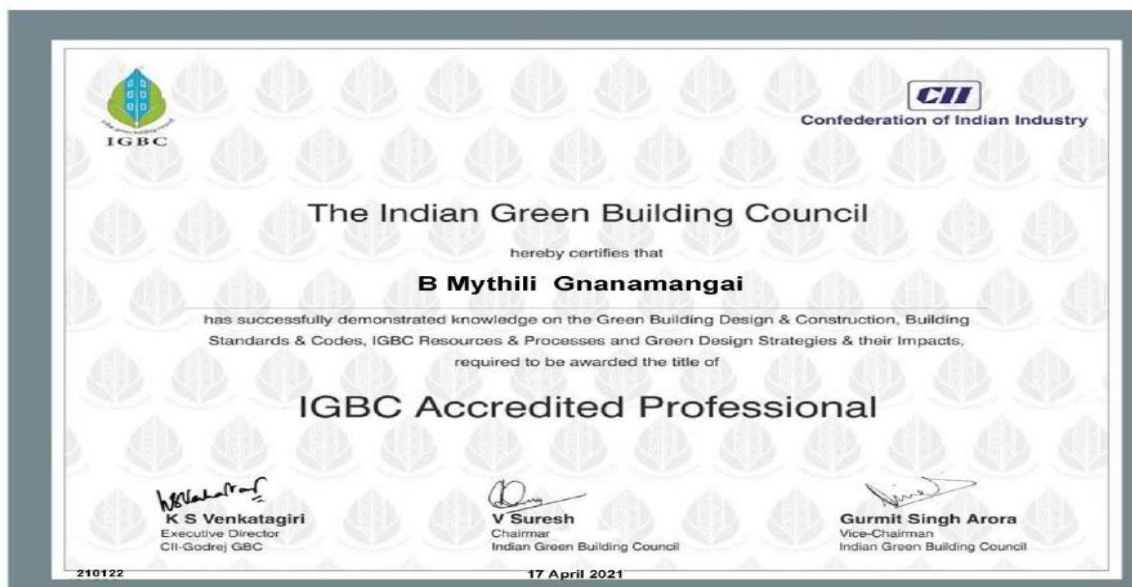 IGBC
CII
Confederation of Indian Industry
The Indian Green Building Council
hereby certifies that
B Mythili Gnanamangai
has successfully demonstrated knowledge on the Green Building Design & Construction, Building
Standards & Codes, IGBC Resources & Processes and Green Design Strategies & their Impacts,
required to be awarded the title of
IGBC Accredited Professional
K S Venkatagiri
Executive Director
CII-Godrej GBC
V Suresh
Chairmar
Indian Green Building Council
Gurmit Singh Arora
Vice-Chairman
Indian Green Building Council
210122
17 April 2021